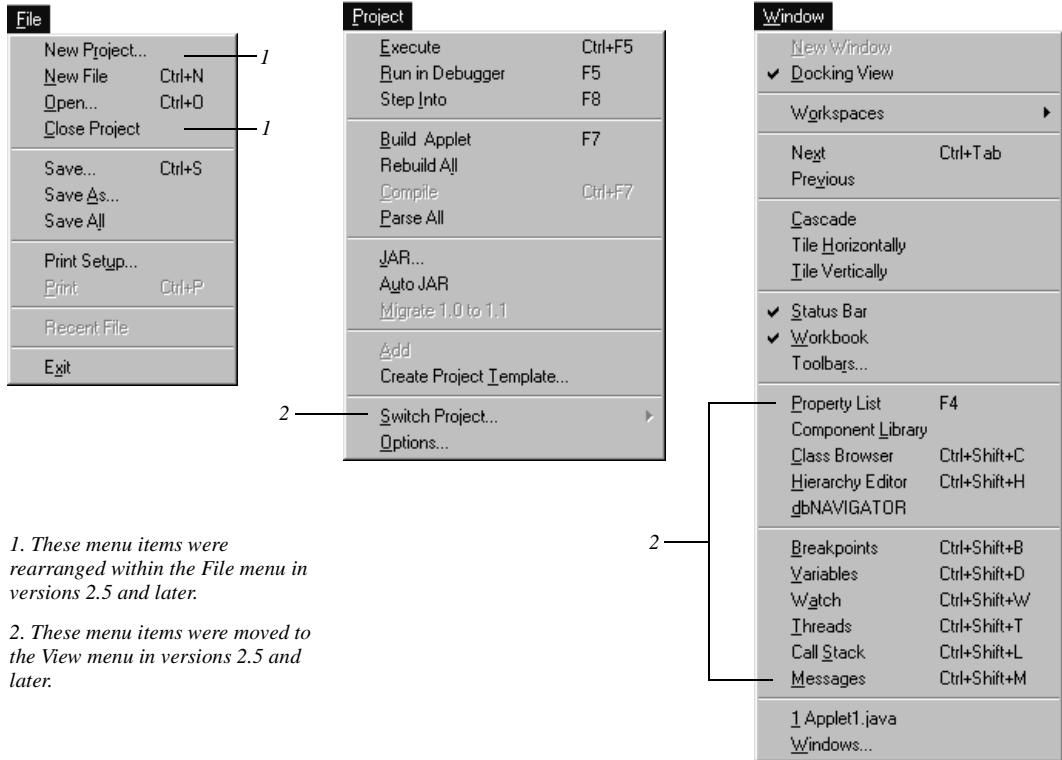 File
New Project...
New File Ctrl+N
Open... Ctrl+O
Close Project
Save... Ctrl+S
Save As...
Save All
Print Setup...
Print Ctrl+P
Recent File
Exit
1
1
Project
Execute Ctrl+F5
Run in Debugger F5
Step Into F8
Build Applet F7
Rebuild All
Compile Ctrl+F7
Parse All
JAR...
Auto JAR
Migrate 1.0 to 1.1
Add
Create Project Template...
Switch Project...
Options...
2
Window
New Window
Docking View
Workspaces
Next Ctrl+Tab
Previous
Cascade
Tile Horizontally
Tile Vertically
Status Bar
Workbook
Toolbars...
Property List F4
Component Library
Class Browser Ctrl+Shift+C
Hierarchy Editor Ctrl+Shift+H
dbNAVIGATOR
Breakpoints Ctrl+Shift+B
Variables Ctrl+Shift+D
Watch Ctrl+Shift+W
Threads Ctrl+Shift+T
Call Stack Ctrl+Shift+L
Messages Ctrl+Shift+M
1 Applet1.java
Windows...
2
1. These menu items were
rearranged within the File menu in
versions 2.5 and later.
2. These menu items were moved to
the View menu in versions 2.5 and
later.